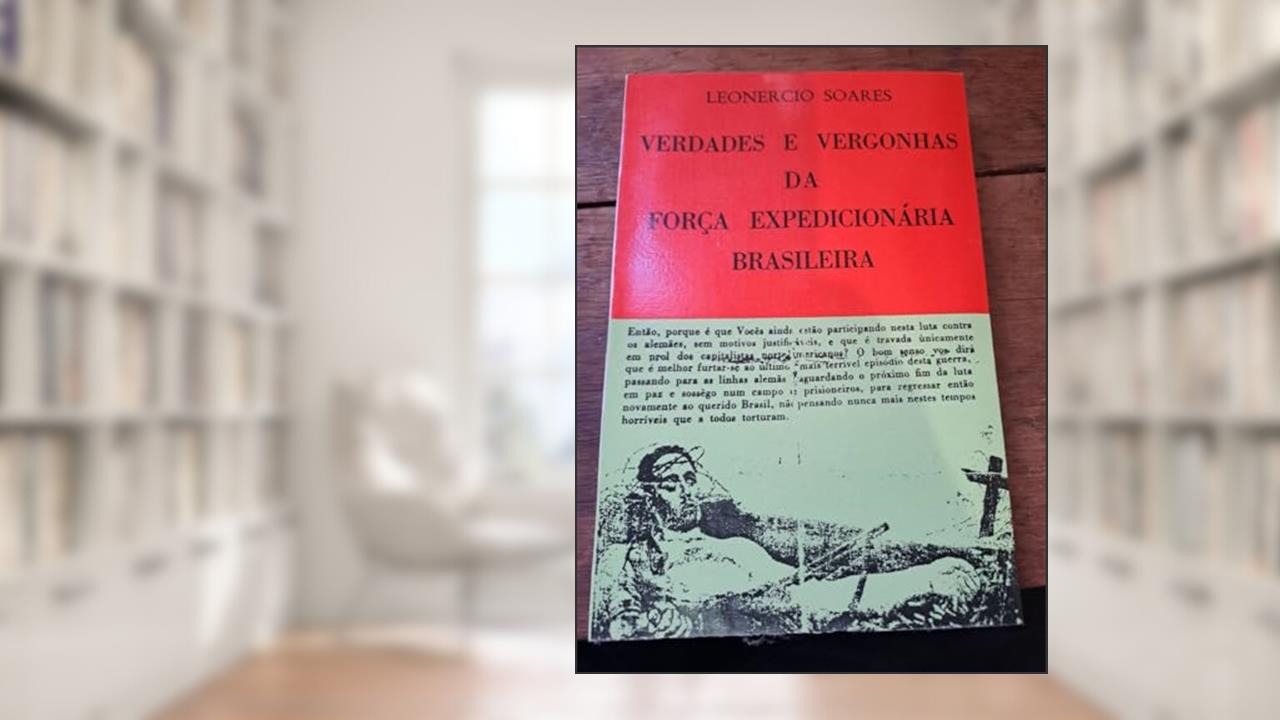 LEONERCIO SOARES
VERDADES E VERGONHAS
DA
FORÇA EXPEDICIONÁRIA
BRASILEIRA
Então, porque é que Vocês ainda estão participando nesta luta contra
os alemães, sem motivos justificáveis, e que é travada ùnicamente
em prol dos capitalistas norte-americanos? O bom senso vos dirá
que é melhor furtar-se ao último mais terrivel episódio desta guerra,
passando para as linhas alemãs aguardando o próximo fim da luta
em paz e sossêgo num campo prisioneiros, para regressar então
novamente ao querido Brasil, não pensando nunca mais nestes tempos
horríveis que a todos torturam.